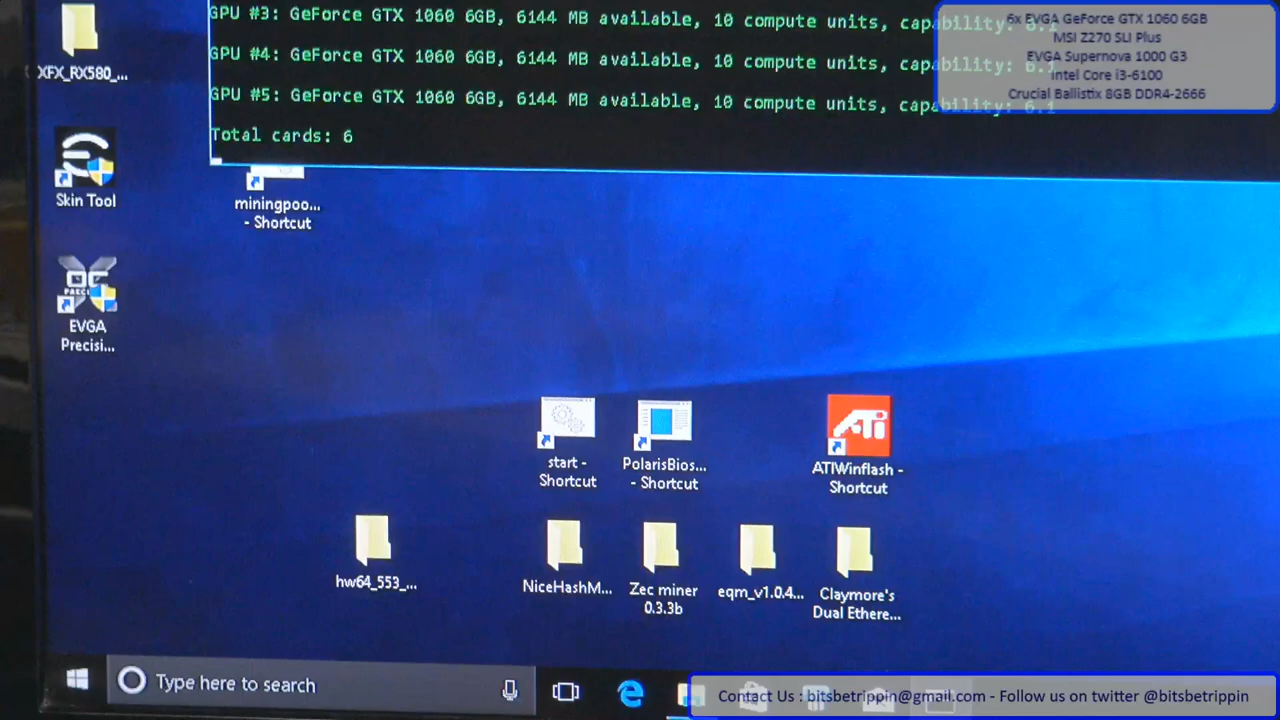 GPU #3: GeForce GTX 1060 6GB, 6144 MB available, 10 compute units, capability: 6.1
GPU #4: GeForce GTX 1060 6GB, 6144 MB available, 10 compute units, capability: 6.1
GPU #5: GeForce GTX 1060 6GB, 6144 MB available, 10 compute units, capability: 6.1
Total cards: 6
6x EVGA GeForce GTX 1060 6GB
MSI Z270 SLI Plus
EVGA Supernova 1000 G3
intel Core i3-6100
Crucial Ballistix 8GB DDR4-2666
XFX_RX580_...
Skin Tool
miningpoo...
- Shortcut
EVGA
Precisi...
ATi
start -
Shortcut
PolarisBios...
- Shortcut
ATIWinflash -
Shortcut
hw64_553_...
NiceHashM...
Zec miner
0.3.3b
eqm_v1.0.4...
Claymore's
Dual Ethere...
Type here to search
Contact Us : bitsbetrippin@gmail.com - Follow us on twitter @bitsbetrippin